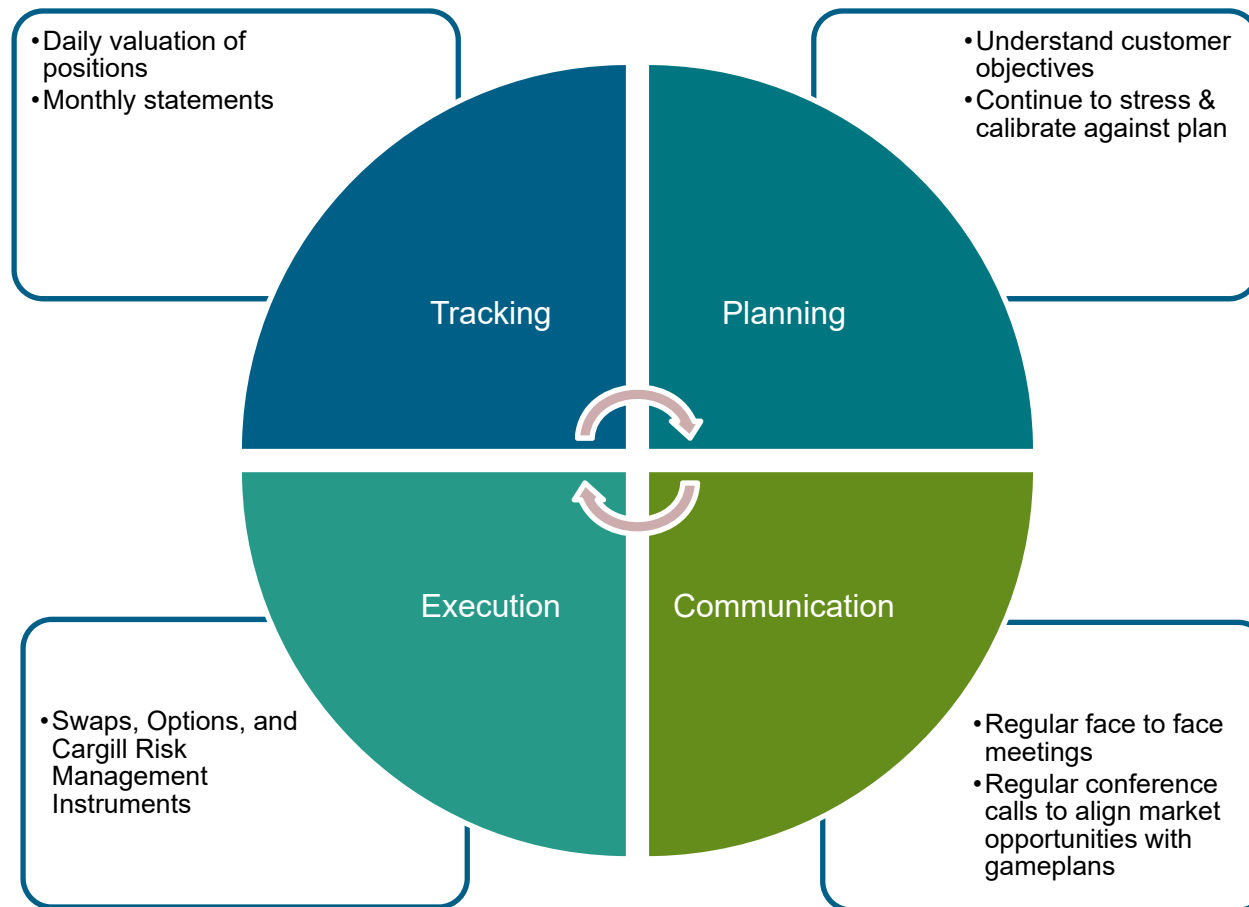 •Daily valuation of
positions
•Monthly statements
•Understand customer
objectives
•Continue to stress &
calibrate against plan
Tracking
Planning
Execution
Communication
•Swaps, Options, and
Cargill Risk
Management
Instruments
•Regular face to face
meetings
•Regular conference
calls to align market
opportunities with
gameplans